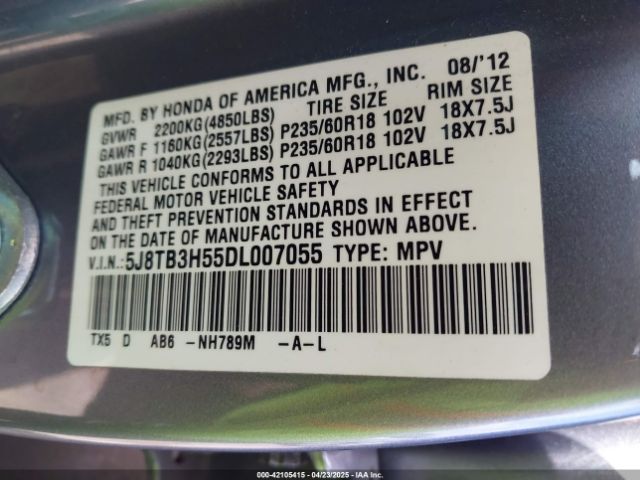 MFD. BY HONDA OF AMERICA MFG., INC. 08/'12
GVWR 2200KG(4850LBS) TIRE SIZE RIM SIZE
GAWR F 1160KG(2557LBS) P235/60R18 102V 18X7.5J
GAWR R 1040KG(2293LBS) P235/60R18 102V 18X7.5J
THIS VEHICLE CONFORMS TO ALL APPLICABLE
FEDERAL MOTOR VEHICLE SAFETY
AND THEFT PREVENTION STANDARDS IN EFFECT
ON THE DATE OF MANUFACTURE SHOWN ABOVE.
V.I.N.:5J8TB3H55DL007055 TYPE: MPV
TX5 D AB6 -NH789M -A-L
000-42105415 - 04/23/2025 - IAAI Inc.